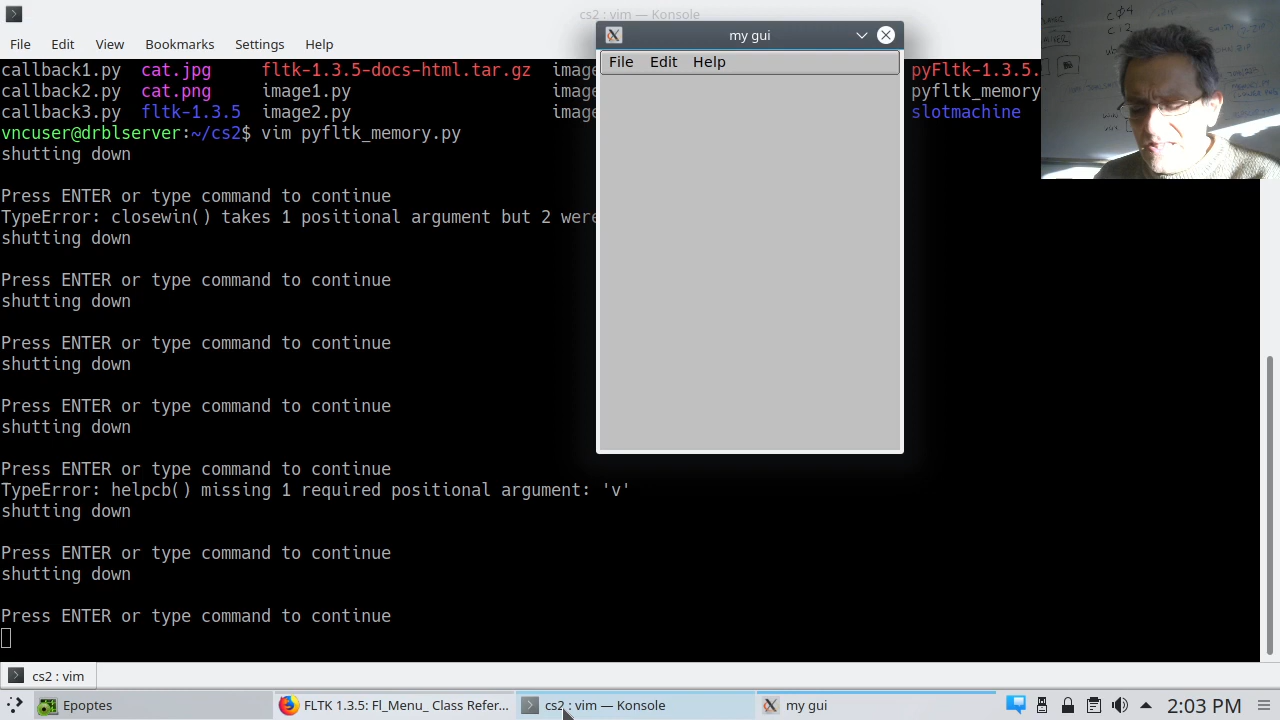 cs2 : vim — Konsole
my gui
File Edit View Bookmarks Settings Help
File Edit Help
callback1.py cat.jpg fltk-1.3.5-docs-html.tar.gz image pyFltk-1.3.5.
callback2.py cat.png image1.py image pyfltk_memory
callback3.py fltk-1.3.5 image2.py image slotmachine
vncuser@drblserver:~/cs2$ vim pyfltk_memory.py
shutting down
Press ENTER or type command to continue
TypeError: closewin() takes 1 positional argument but 2 were
shutting down
Press ENTER or type command to continue
shutting down
Press ENTER or type command to continue
shutting down
Press ENTER or type command to continue
shutting down
Press ENTER or type command to continue
TypeError: helpcb() missing 1 required positional argument: 'v'
shutting down
Press ENTER or type command to continue
shutting down
Press ENTER or type command to continue
cs2 : vim
Epoptes FLTK 1.3.5: Fl_Menu_ Class Refer... cs2 : vim — Konsole my gui 2:03 PM